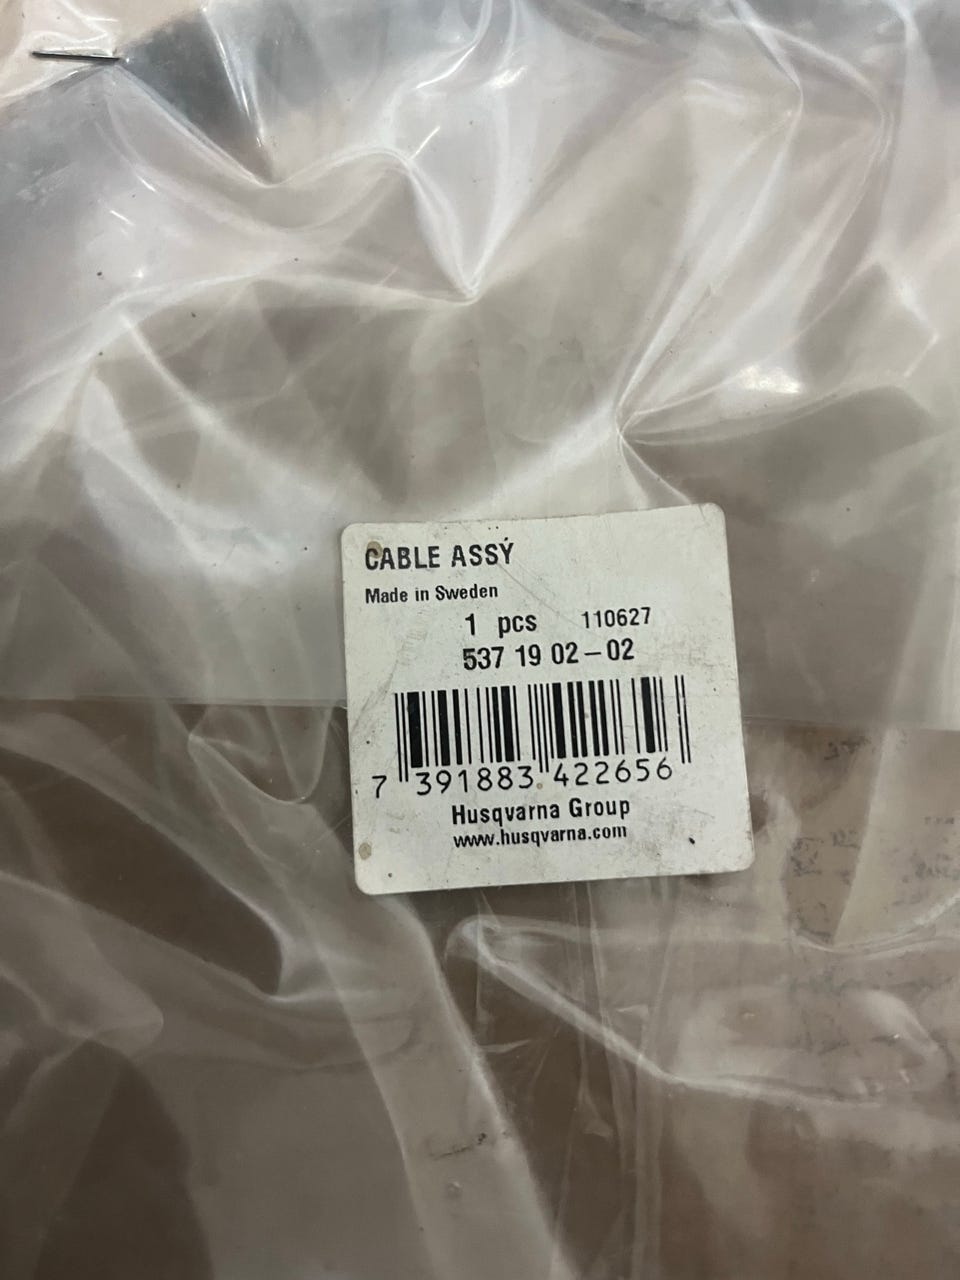 CABLE ASSY
Made in Sweden
1 pcs 110627
537 19 02-02
7 391883 422656
Husqvarna Group
www.husqvarna.com